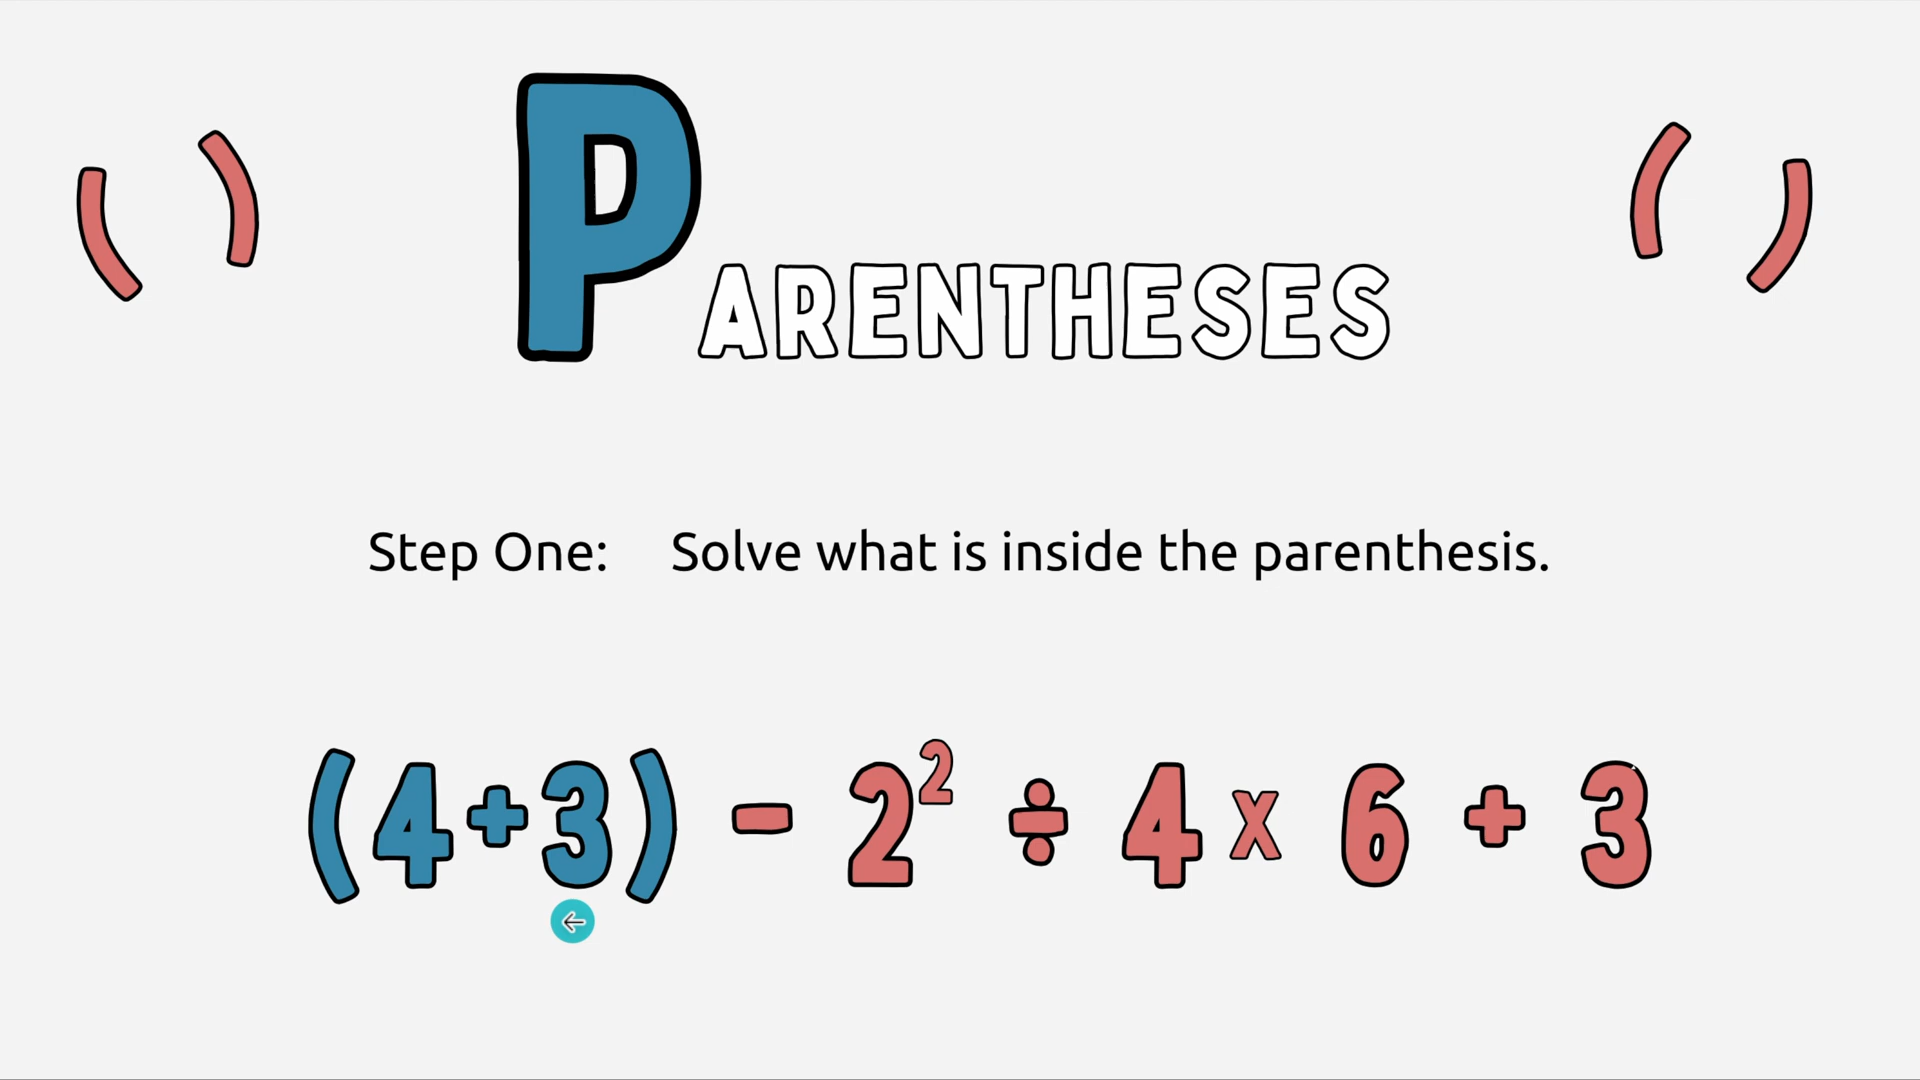 PARENTHESES
Step One: Solve what is inside the parenthesis.
(4+3) - 2² ÷ 4 x 6 + 3